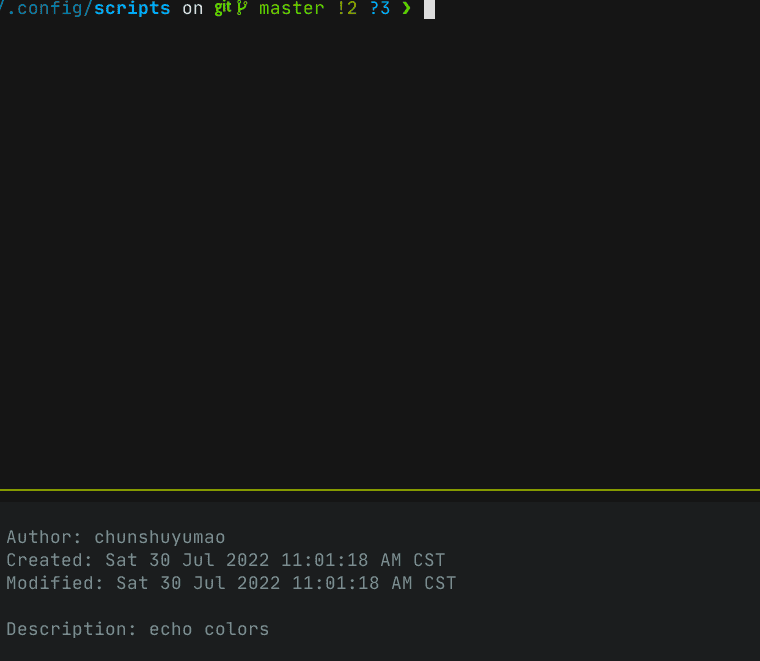 /.config/scripts on git master !2 ?3 ❯
Author: chunshuyumao
Created: Sat 30 Jul 2022 11:01:18 AM CST
Modified: Sat 30 Jul 2022 11:01:18 AM CST
Description: echo colors